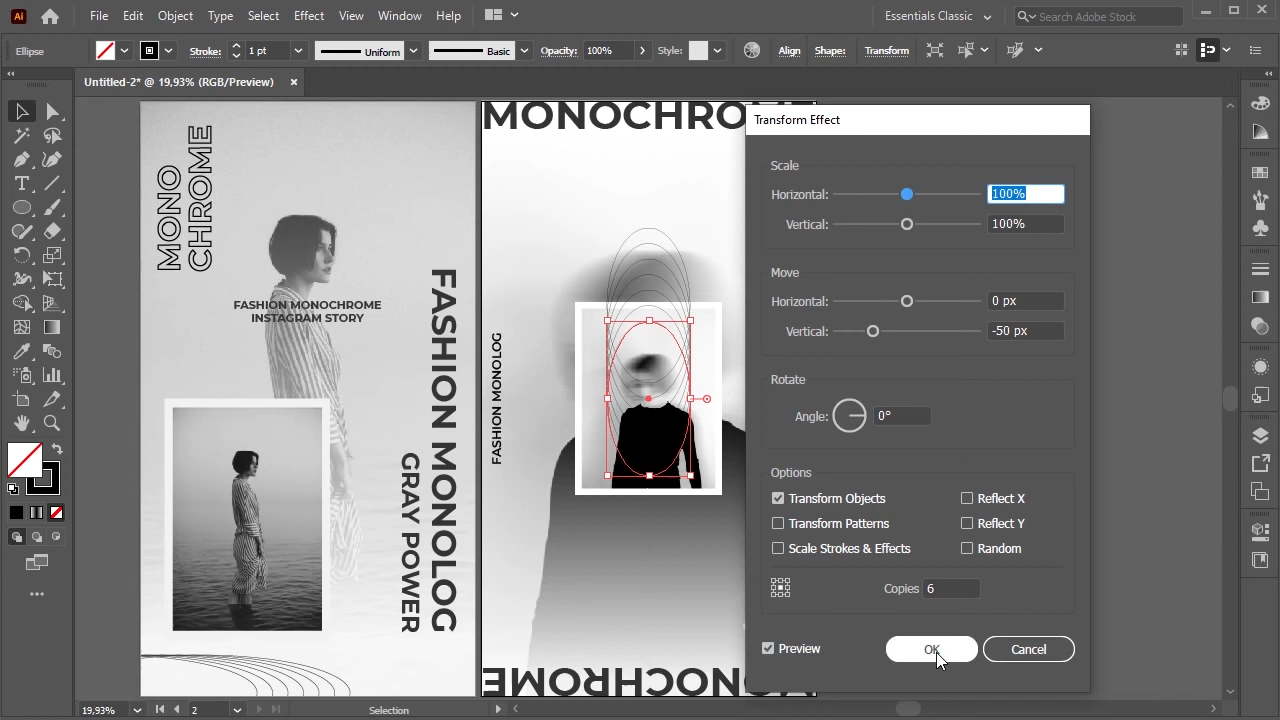 Ai
File Edit Object Type Select Effect View Window Help
Essentials Classic
Search Adobe Stock
Ellipse
Stroke:
1 pt
Uniform
Basic
Opacity:
100%
Style:
Align
Shape:
Transform
Untitled-2* @ 19,93% (RGB/Preview)
×
MONO
CHROME
FASHION MONOCHROME
INSTAGRAM STORY
FASHION MONOLOG
GRAY POWER
MONOCHRO
FASHION MONOLOG
MONOCHROME
Transform Effect
Scale
Horizontal:
100%
Vertical:
100%
Move
Horizontal:
0 px
Vertical:
-50 px
Rotate
Angle:
0°
Options
Transform Objects
Reflect X
Transform Patterns
Reflect Y
Scale Strokes & Effects
Random
Copies
6
Preview
OK
Cancel
19,93%
2
Selection